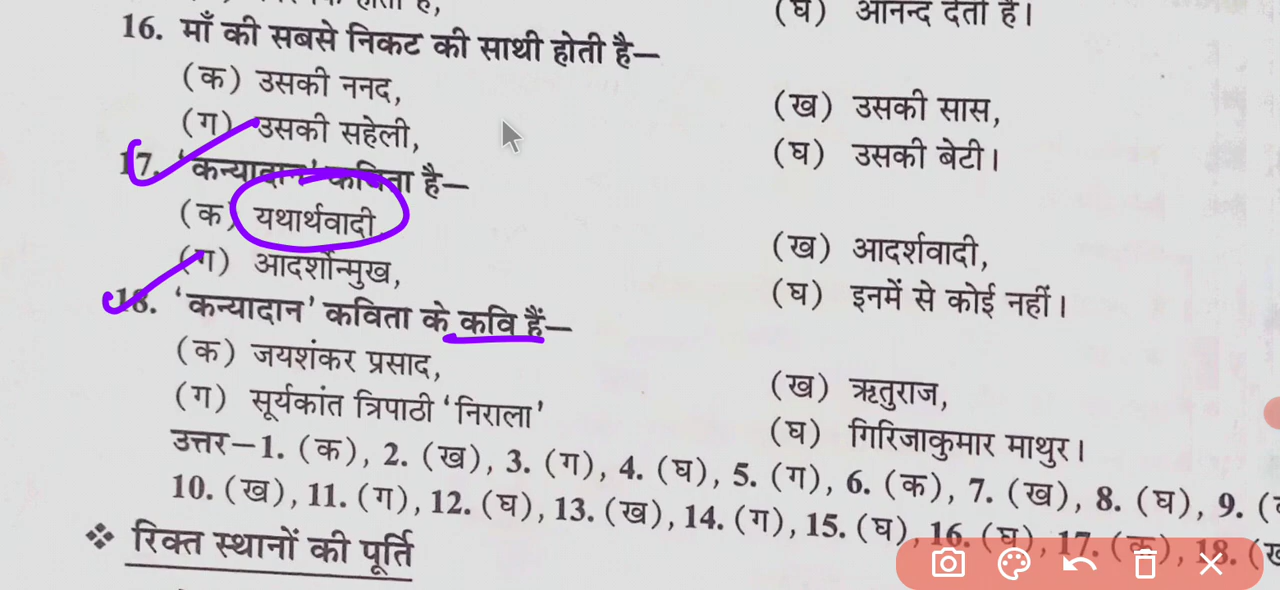 (घ) आनन्द देता है।
16. माँ की सबसे निकट की साथी होती है—
(क) उसकी ननद,
(ख) उसकी सास,
(ग) उसकी सहेली,
(घ) उसकी बेटी।
17. 'कन्यादान' कविता है—
(क) यथार्थवादी,
(ख) आदर्शवादी,
(ग) आदर्शोन्मुख,
(घ) इनमें से कोई नहीं।
18. 'कन्यादान' कविता के कवि हैं—
(क) जयशंकर प्रसाद,
(ख) ऋतुराज,
(ग) सूर्यकांत त्रिपाठी 'निराला'
(घ) गिरिजाकुमार माथुर।
उत्तर—1. (क), 2. (ख), 3. (ग), 4. (घ), 5. (ग), 6. (क), 7. (ख), 8. (घ), 9. (
10. (ख), 11. (ग), 12. (घ), 13. (ख), 14. (ग), 15. (घ), 16. (घ), 17. (क), 18. (ख
❖ रिक्त स्थानों की पूर्ति